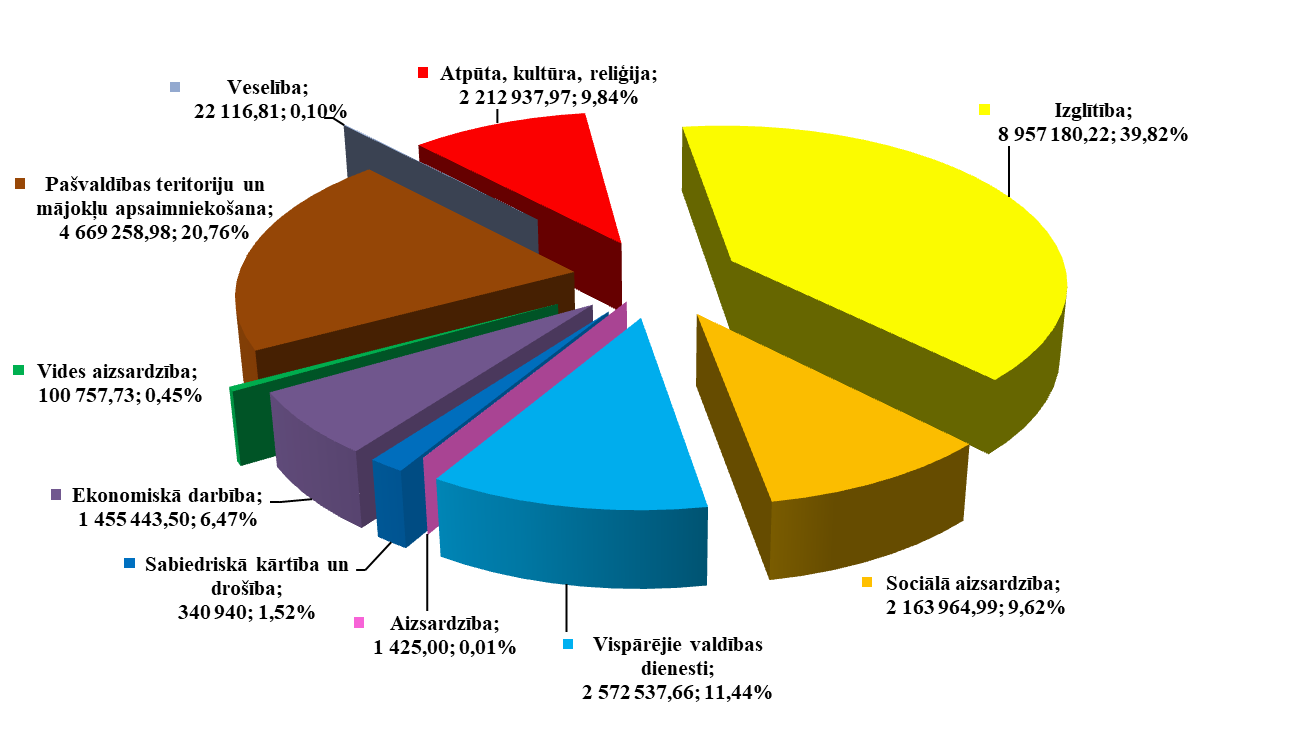 Atpūta, kultūra, reliģija;
2 212 937,97; 9,84%
Veselība;
22 116,81; 0,10%
Izglītība;
8 957 180,22; 39,82%
Pašvaldības teritoriju un
mājokļu apsaimniekošana;
4 669 258,98; 20,76%
Vides aizsardzība;
100 757,73; 0,45%
Ekonomiskā darbība;
1 455 443,50; 6,47%
Sabiedriskā kārtība un
drošība;
340 940; 1,52%
Aizsardzība;
1 425,00; 0,01%
Vispārējie valdības
dienesti;
2 572 537,66; 11,44%
Sociālā aizsardzība;
2 163 964,99; 9,62%